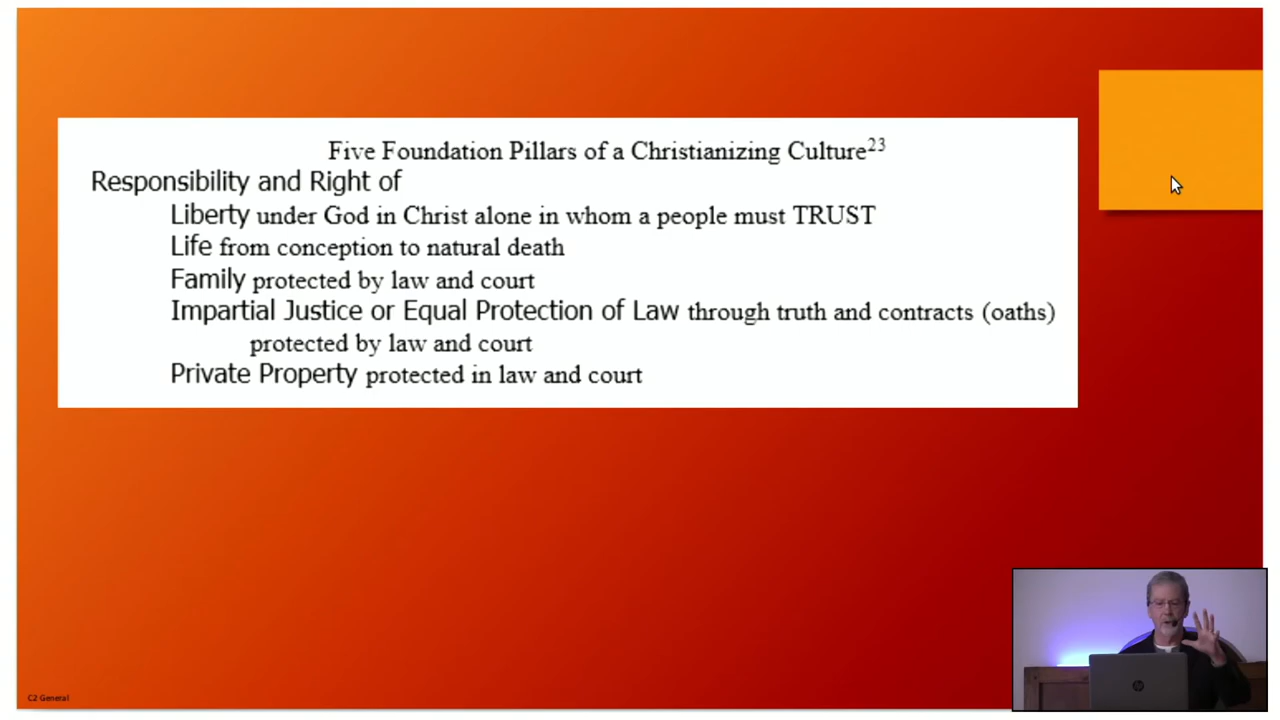 Five Foundation Pillars of a Christianizing Culture23
Responsibility and Right of
Liberty under God in Christ alone in whom a people must TRUST
Life from conception to natural death
Family protected by law and court
Impartial Justice or Equal Protection of Law through truth and contracts (oaths)
protected by law and court
Private Property protected in law and court
C2 General
hp